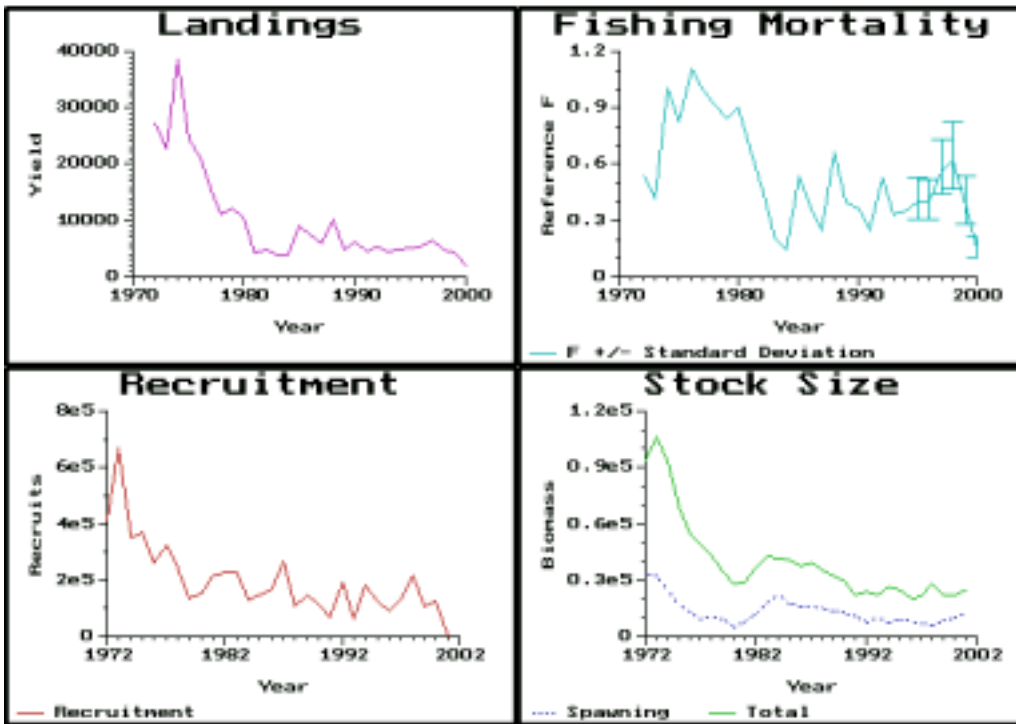 Landings
40000
30000
20000
10000
0
Yield
1970 1980 1990 2000
Year
Fishing Mortality
1.2
0.9
0.6
0.3
0
Reference F
1970 1980 1990 2000
Year
F +/- Standard Deviation
Recruitment
8e5
6e5
4e5
2e5
0
Recruits
1972 1982 1992 2002
Year
Recruitment
Stock Size
1.2e5
0.9e5
0.6e5
0.3e5
0
Biomass
1972 1982 1992 2002
Year
Spawning Total